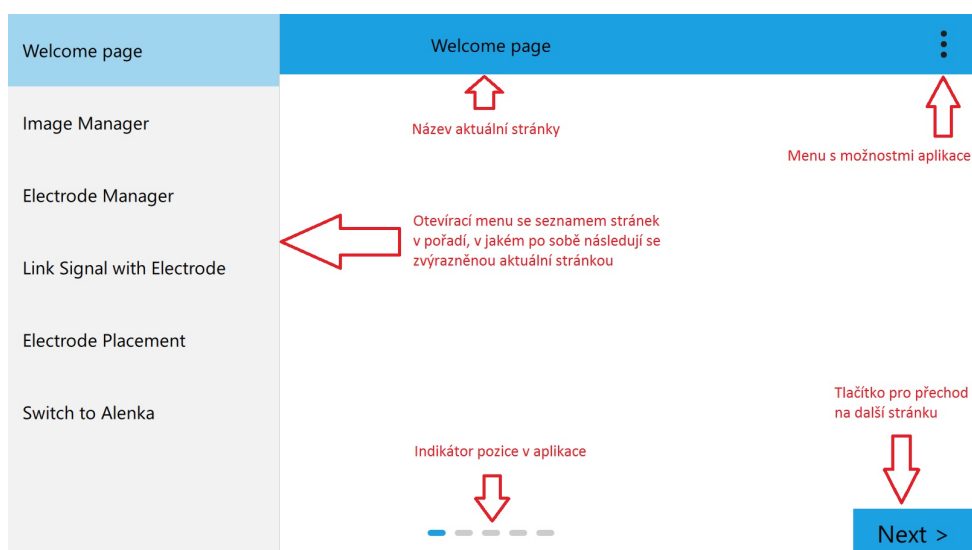 Welcome page
Image Manager
Electrode Manager
Link Signal with Electrode
Electrode Placement
Switch to Alenka
Welcome page
Název aktuální stránky
Menu s možnostmi aplikace
Otevírací menu se seznamem stránek
v pořadí, v jakém po sobě následují se
zvýrazněnou aktuální stránkou
Tlačítko pro přechod
na další stránku
Indikátor pozice v aplikace
Next >